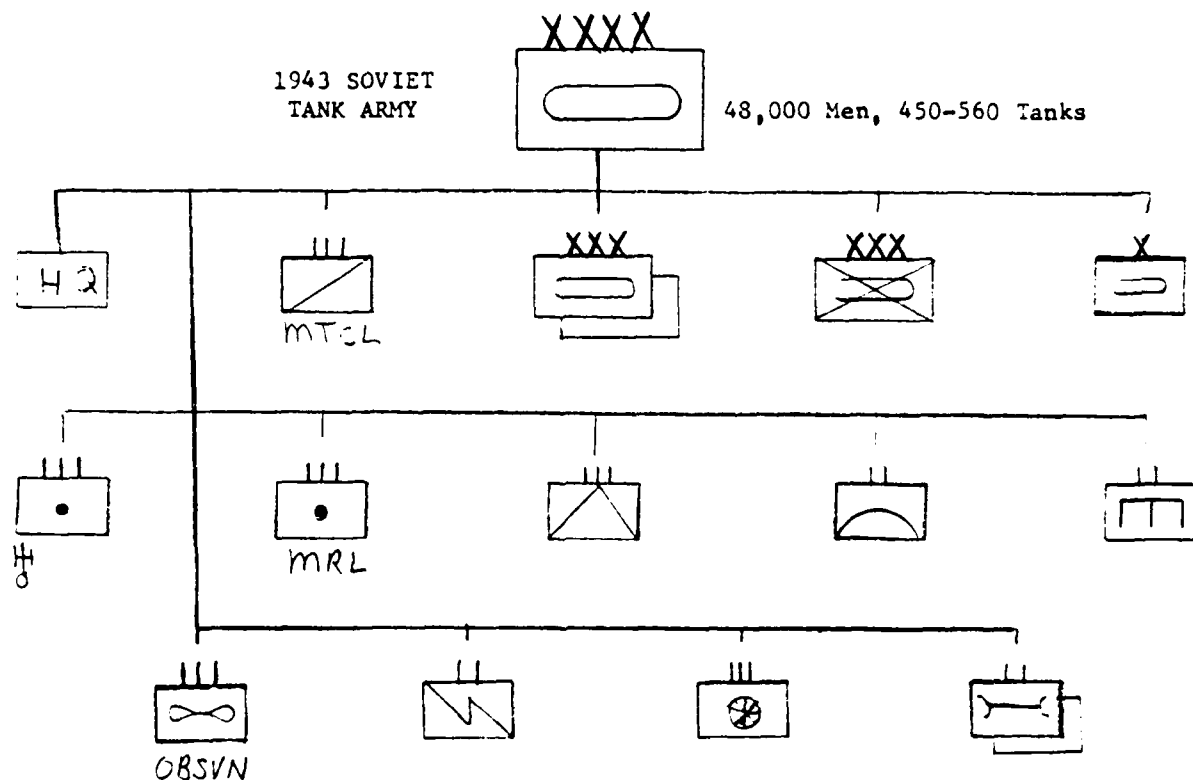 XXXX
1943 SOVIET
TANK ARMY
48,000 Men, 450-560 Tanks
HQ
XXX
XXX
X
MTCL
MRL
OBSVN